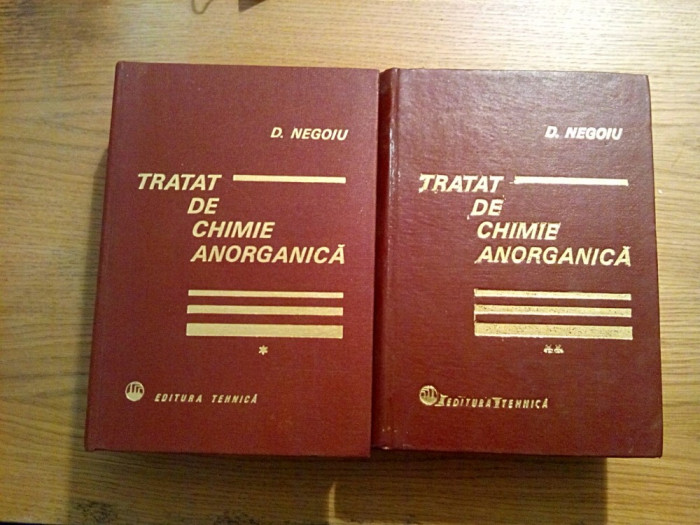 D. NEGOIU
TRATAT
DE
CHIMIE
ANORGANICĂ
*
EDITURA TEHNICĂ
D. NEGOIU
TRATAT
DE
CHIMIE
ANORGANICĂ
**
EDITURA TEHNICĂ